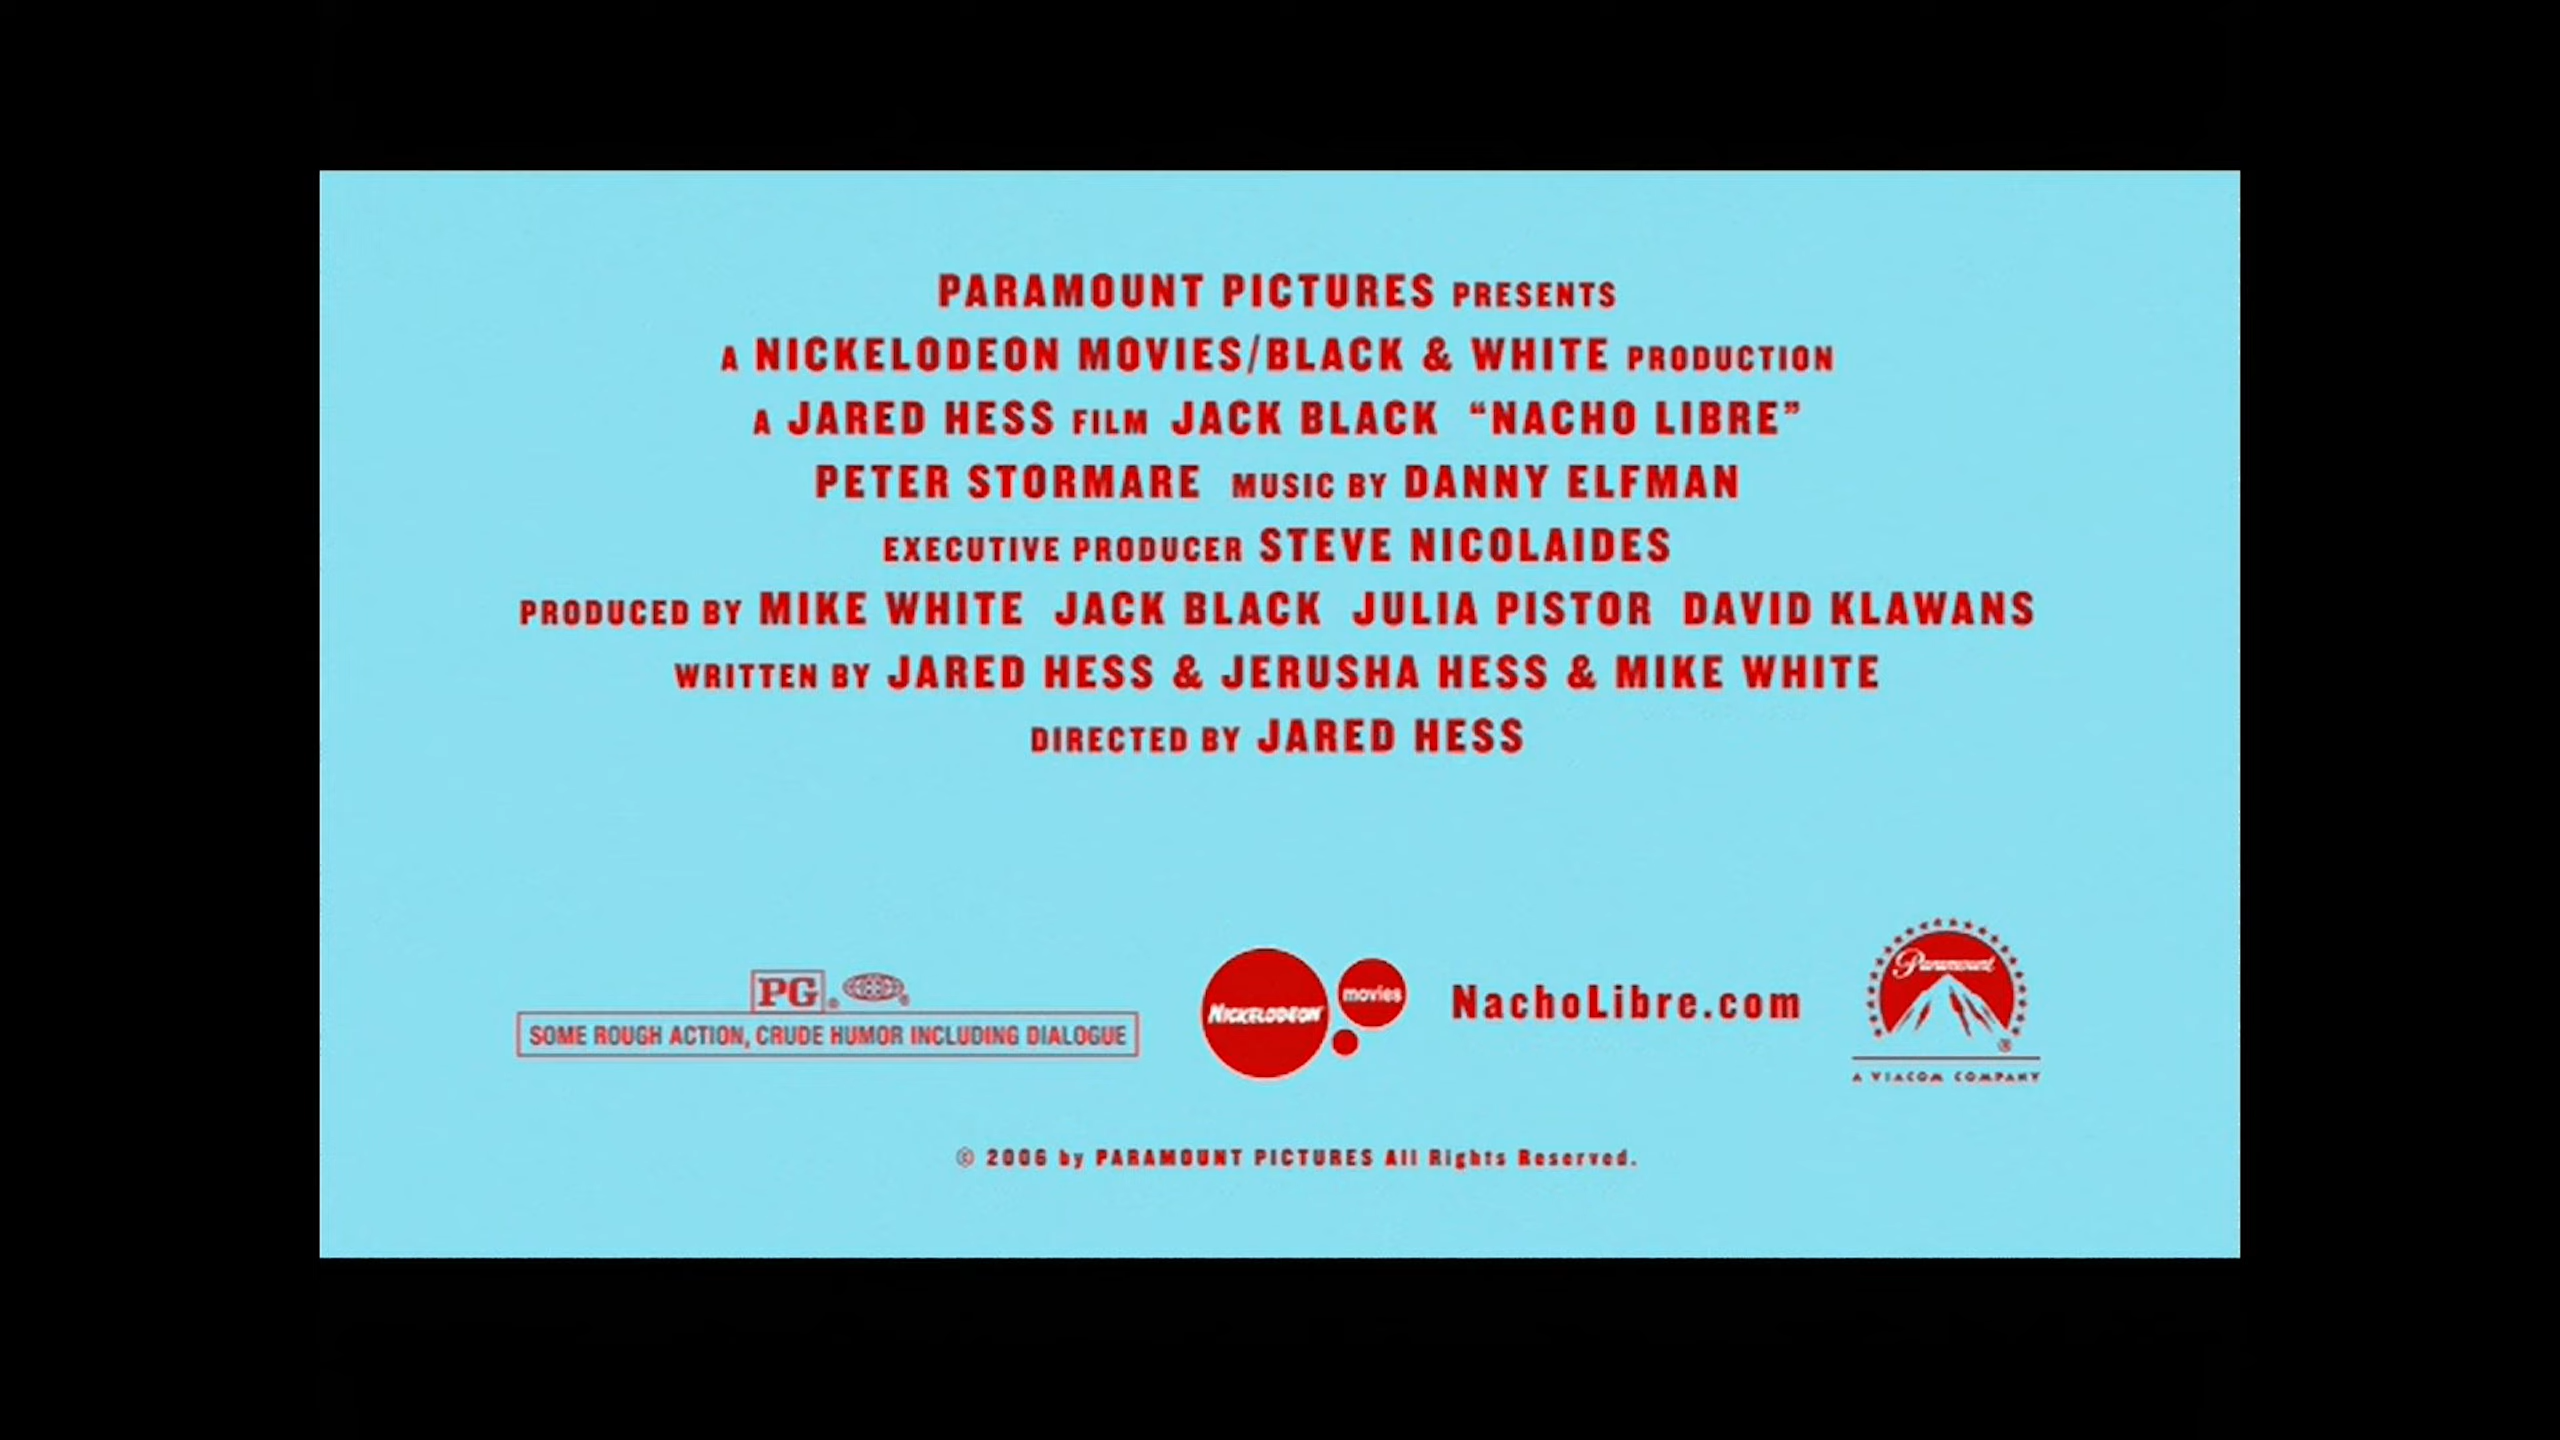 PARAMOUNT PICTURES PRESENTS
A NICKELODEON MOVIES/BLACK & WHITE PRODUCTION
A JARED HESS FILM JACK BLACK “NACHO LIBRE”
PETER STORMARE MUSIC BY DANNY ELFMAN
EXECUTIVE PRODUCER STEVE NICOLAIDES
PRODUCED BY MIKE WHITE JACK BLACK JULIA PISTOR DAVID KLAWANS
WRITTEN BY JARED HESS & JERUSHA HESS & MIKE WHITE
DIRECTED BY JARED HESS
PG ®
SOME ROUGH ACTION, CRUDE HUMOR INCLUDING DIALOGUE
NICKELODEON movies
NachoLibre.com
Paramount ®
A VIACOM COMPANY
© 2006 by PARAMOUNT PICTURES All Rights Reserved.